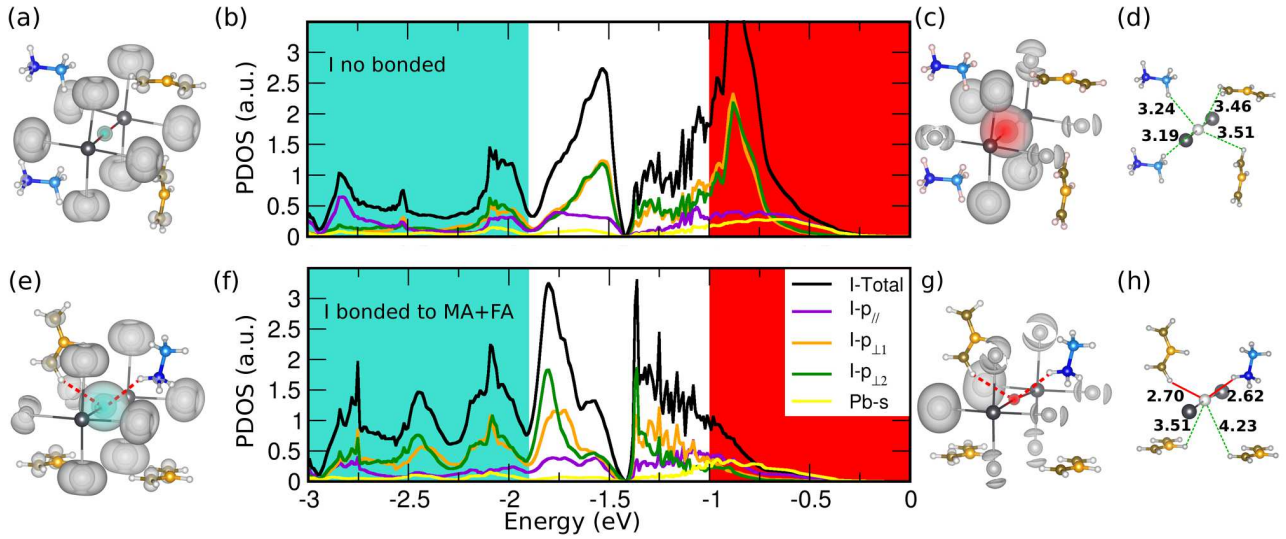 (a)
(b)
PDOS (a.u.)
3
2.5
2
1.5
1
0.5
0
I no bonded
(c)
(d)
3.24
3.46
3.19
3.51
(e)
(f)
PDOS (a.u.)
3
2.5
2
1.5
1
0.5
0
I bonded to MA+FA
I-Total
I-p//
I-p⊥1
I-p⊥2
Pb-s
-3
-2.5
-2
-1.5
-1
-0.5
0
Energy (eV)
g)
(h)
2.70
2.62
3.51
4.23